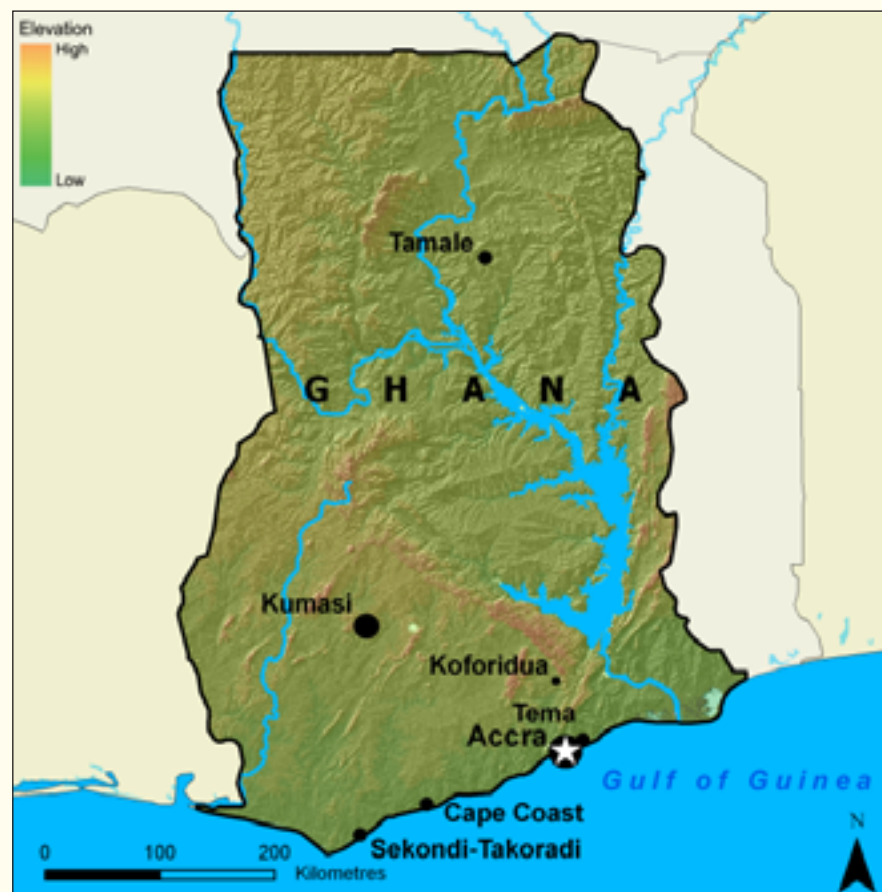 Elevation
High
Low
Tamale
G H A N A
Kumasi
Koforidua
Tema
Accra
Gulf of Guinea
Cape Coast
Sekondi-Takoradi
N
0 100 200
Kilometres